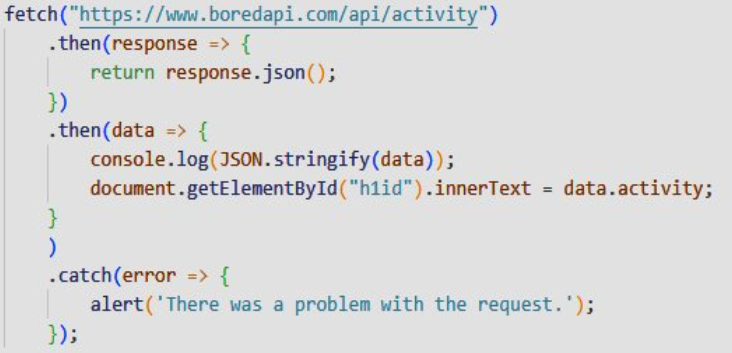 fetch("https://www.boredapi.com/api/activity")
    .then(response => {
        return response.json();
    })
    .then(data => {
        console.log(JSON.stringify(data));
        document.getElementById("h1id").innerText = data.activity;
    }
    )
    .catch(error => {
        alert('There was a problem with the request.');
    });